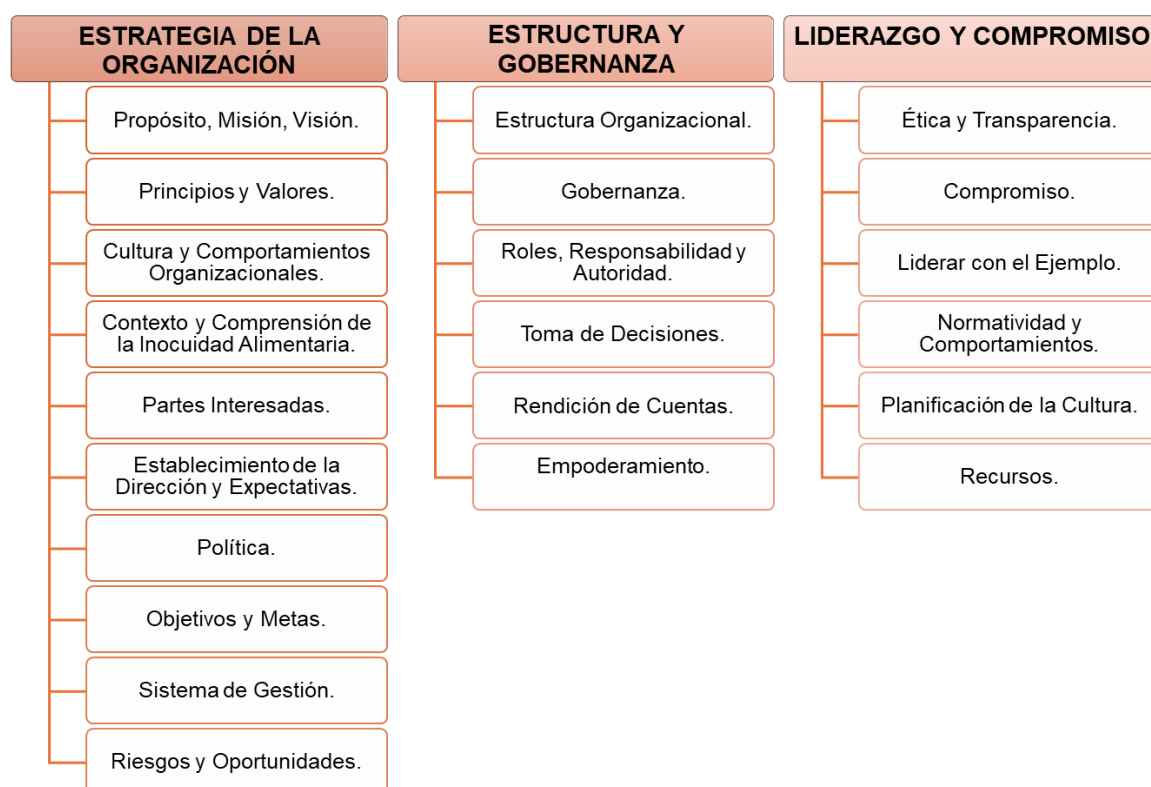 ESTRATEGIA DE LA
ORGANIZACIÓN
Propósito, Misión, Visión.
Principios y Valores.
Cultura y Comportamientos
Organizacionales.
Contexto y Comprensión de
la Inocuidad Alimentaria.
Partes Interesadas.
Establecimiento de la
Dirección y Expectativas.
Política.
Objetivos y Metas.
Sistema de Gestión.
Riesgos y Oportunidades.
ESTRUCTURA Y
GOBERNANZA
Estructura Organizacional.
Gobernanza.
Roles, Responsabilidad y
Autoridad.
Toma de Decisiones.
Rendición de Cuentas.
Empoderamiento.
LIDERAZGO Y COMPROMISO
Ética y Transparencia.
Compromiso.
Liderar con el Ejemplo.
Normatividad y
Comportamientos.
Planificación de la Cultura.
Recursos.